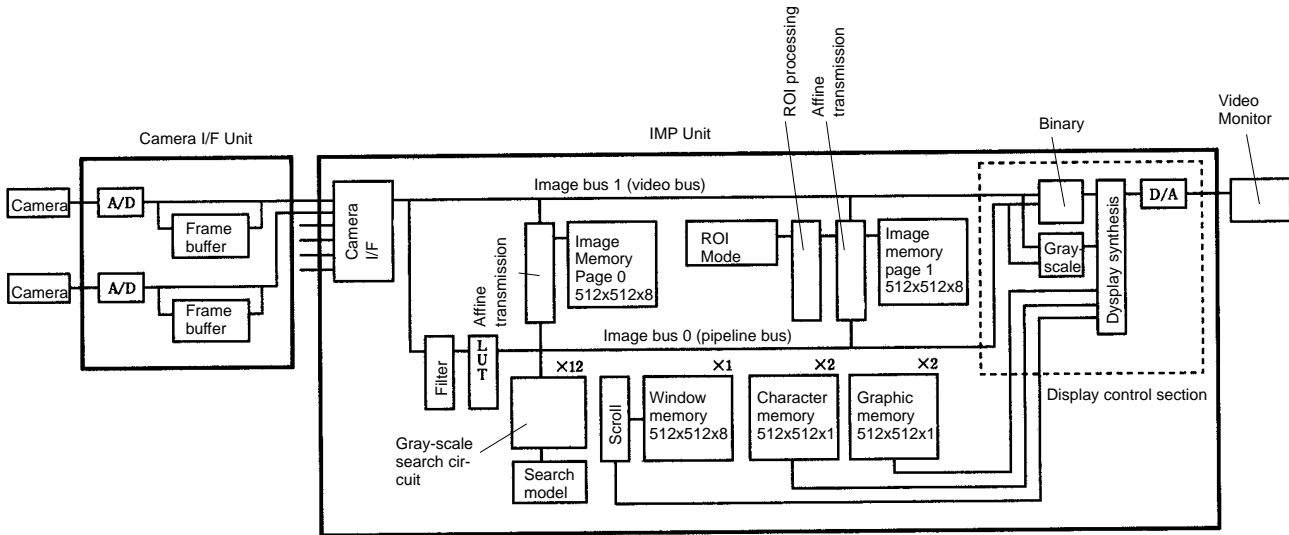 ROI processing
Affine
transmission
Camera I/F Unit
IMP Unit
Binary
Video
Monitor
Camera
A/D
Frame
buffer
Camera
A/D
Frame
buffer
Camera
I/F
Image bus 1 (video bus)
Affine
transmission
Image
Memory
Page 0
512x512x8
ROI
Mode
Image
memory
page 1
512x512x8
Gray-
scale
Dysplay synthesis
D/A
Image bus 0 (pipeline bus)
Filter
L
U
T
×12
Gray-scale
search cir-
cuit
Search
model
Scroll
×1
Window
memory
512x512x8
×2
Character
memory
512x512x1
×2
Graphic
memory
512x512x1
Display control section